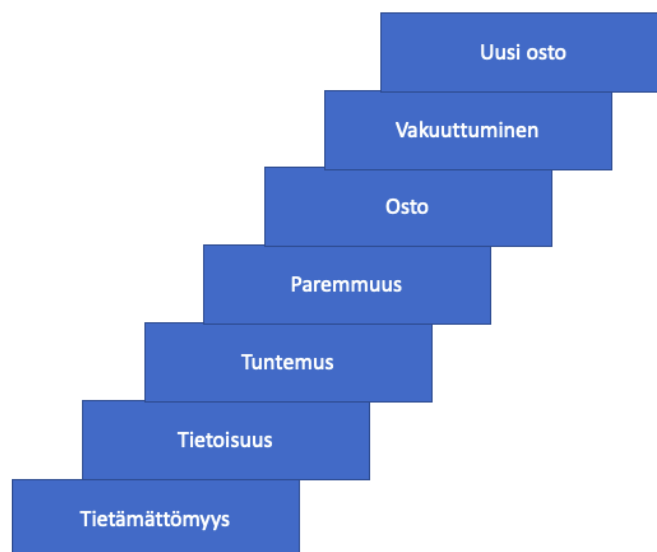 Uusi osto
Vakuuttuminen
Osto
Paremmuus
Tuntemus
Tietoisuus
Tietämättömyys